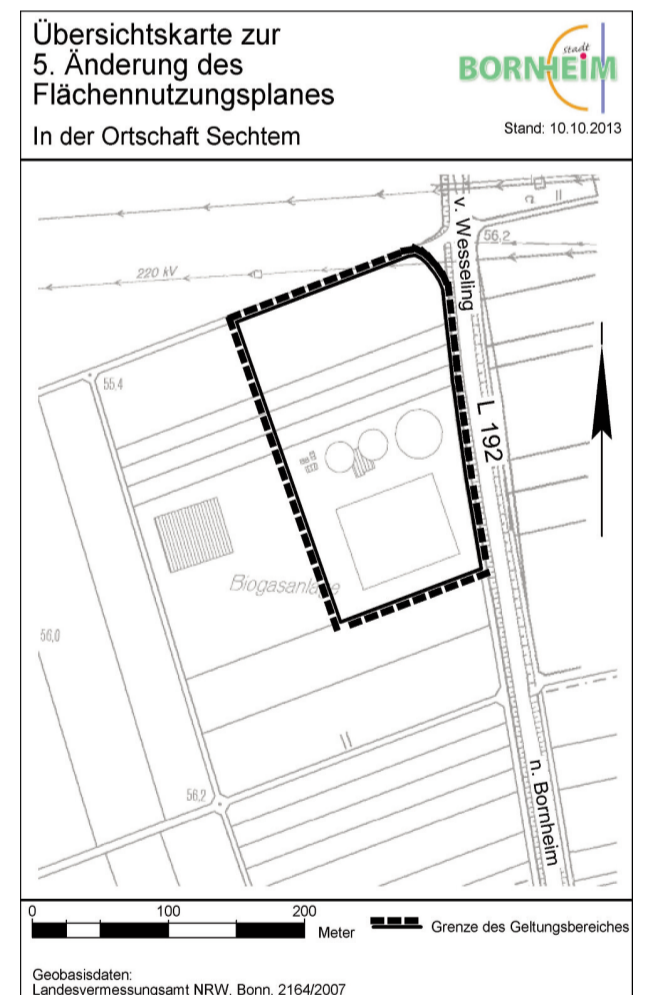 Übersichtskarte zur
5. Änderung des
Flächennutzungsplanes
In der Ortschaft Sechtem
stadt
BORNHEIM
Stand: 10.10.2013
v. Wesseling
56,2
220 kV
55.4
L 192
Biogasanlage
56,0
56,2
n. Bornheim
0 100 200
Meter
Grenze des Geltungsbereiches
Geobasisdaten:
Landesvermessungsamt NRW, Bonn, 2164/2007